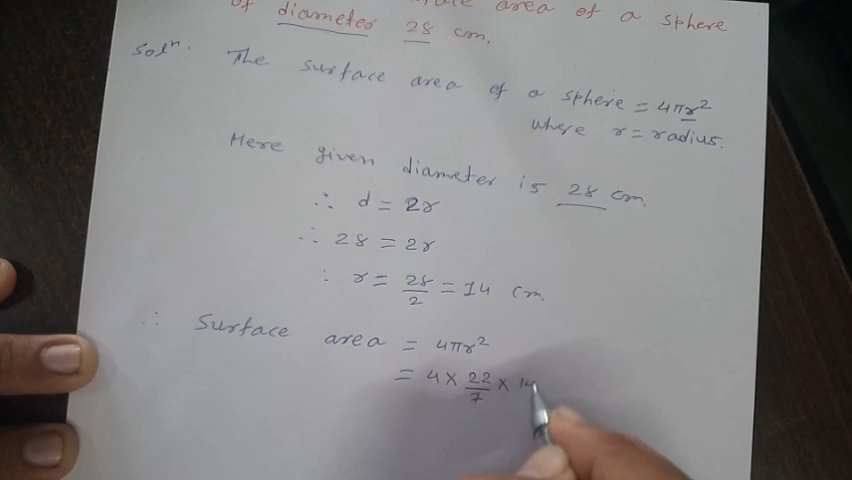 area of a sphere
of diameter 28 cm.
Solⁿ. The surface area of a sphere = 4πr²
where r = radius.
Here given diameter is 28 cm.
∴ d = 2r
∴ 28 = 2r
∴ r = 28/2 = 14 cm.
∴ Surface area = 4πr²
= 4 × 22/7 × 14